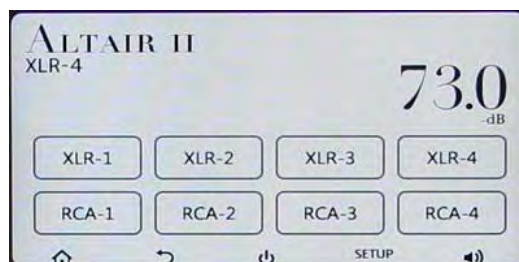 ALTAIR II
XLR-4
73.0
-dB
XLR-1 XLR-2 XLR-3 XLR-4
RCA-1 RCA-2 RCA-3 RCA-4
SETUP